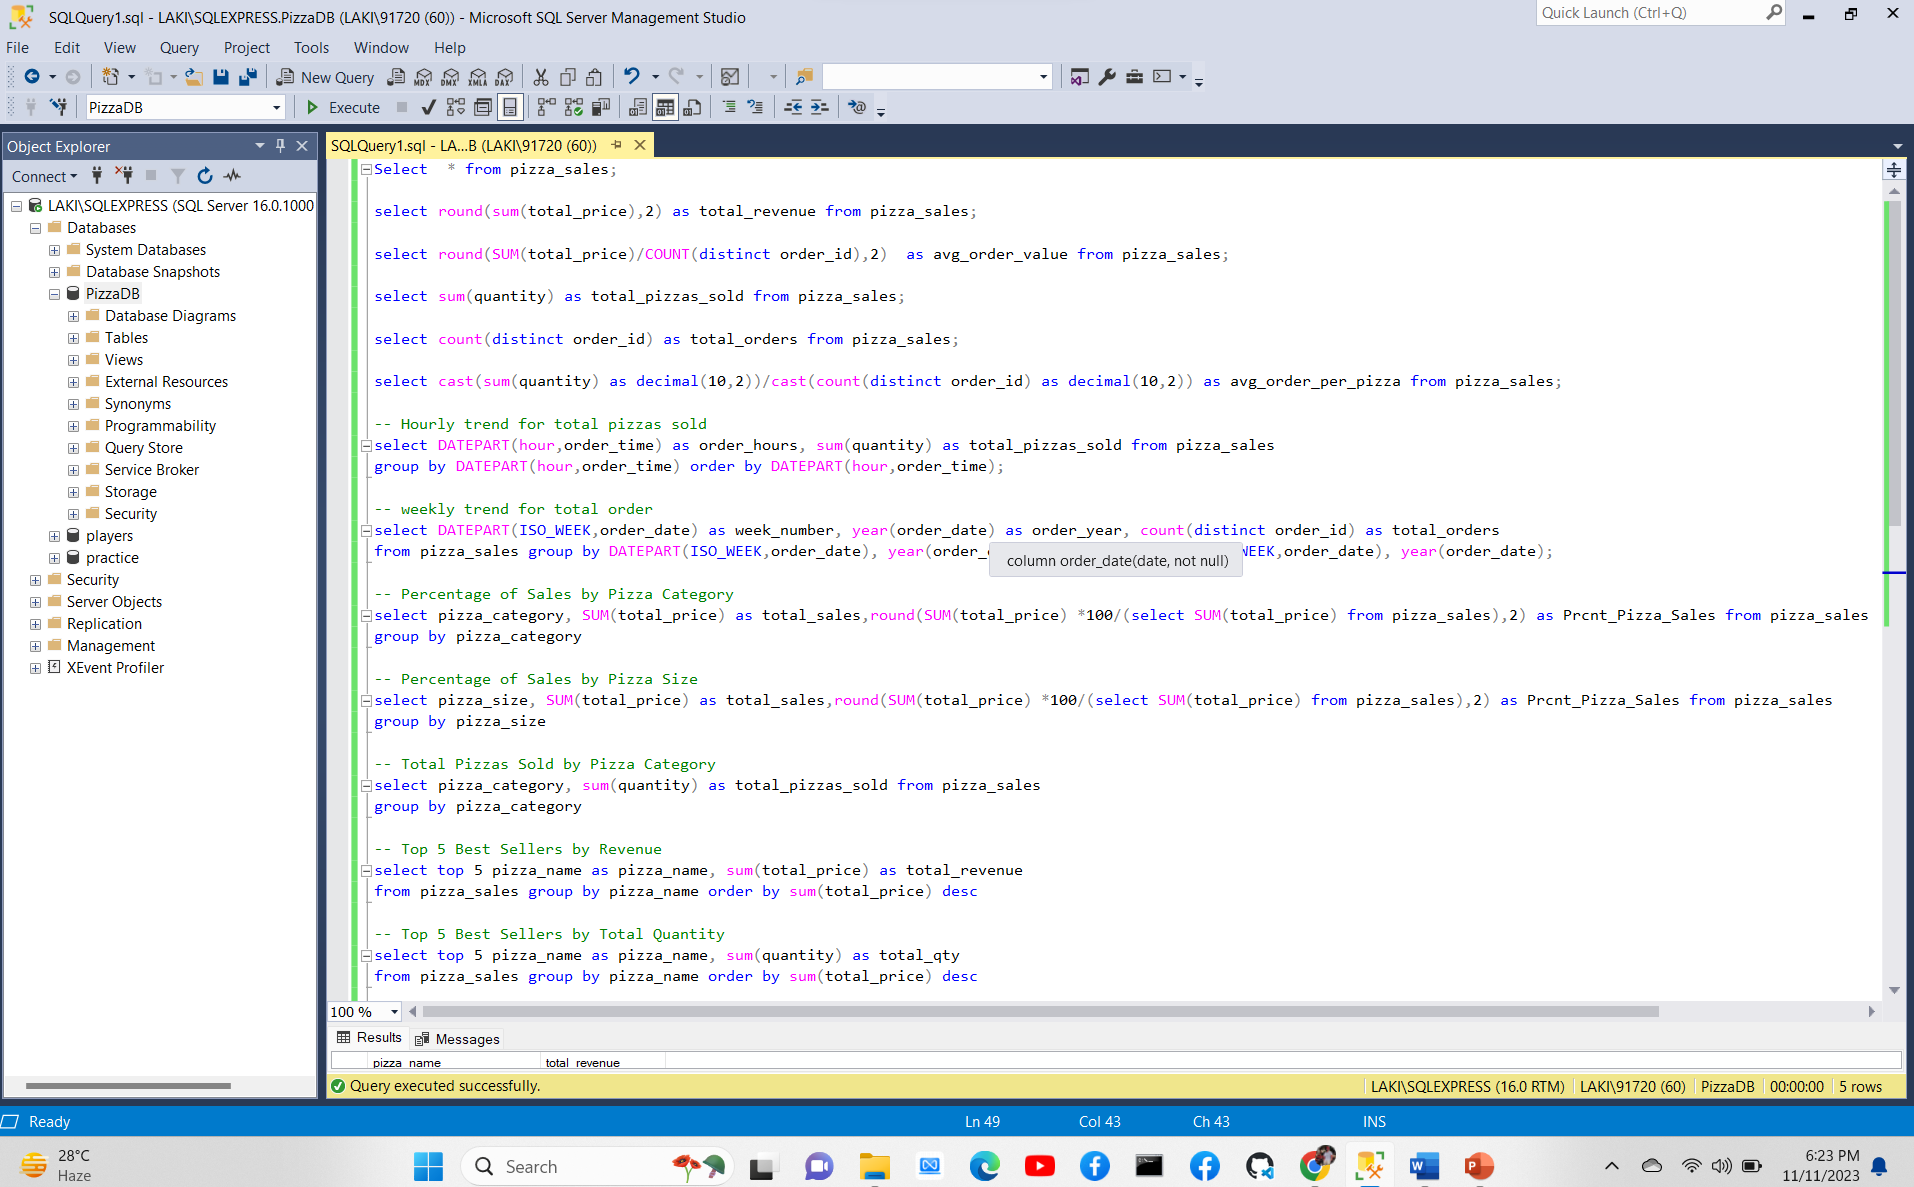 SQLQuery1.sql - LAKI\SQLEXPRESS.PizzaDB (LAKI\91720 (60)) - Microsoft SQL Server Management Studio
Quick Launch (Ctrl+Q)
File Edit View Query Project Tools Window Help
New Query MDX DMX XMLA DAX
PizzaDB Execute
Object Explorer
SQLQuery1.sql - LA...B (LAKI\91720 (60))
Connect
LAKI\SQLEXPRESS (SQL Server 16.0.1000
Databases
System Databases
Database Snapshots
PizzaDB
Database Diagrams
Tables
Views
External Resources
Synonyms
Programmability
Query Store
Service Broker
Storage
Security
players
practice
Security
Server Objects
Replication
Management
XEvent Profiler
Select  * from pizza_sales;
select round(sum(total_price),2) as total_revenue from pizza_sales;
select round(SUM(total_price)/COUNT(distinct order_id),2)  as avg_order_value from pizza_sales;
select sum(quantity) as total_pizzas_sold from pizza_sales;
select count(distinct order_id) as total_orders from pizza_sales;
select cast(sum(quantity) as decimal(10,2))/cast(count(distinct order_id) as decimal(10,2)) as avg_order_per_pizza from pizza_sales;
-- Hourly trend for total pizzas sold
select DATEPART(hour,order_time) as order_hours, sum(quantity) as total_pizzas_sold from pizza_sales
group by DATEPART(hour,order_time) order by DATEPART(hour,order_time);
-- weekly trend for total order
select DATEPART(ISO_WEEK,order_date) as week_number, year(order_date) as order_year, count(distinct order_id) as total_orders
from pizza_sales group by DATEPART(ISO_WEEK,order_date), year(order_ WEEK,order_date), year(order_date);
column order_date(date, not null)
-- Percentage of Sales by Pizza Category
select pizza_category, SUM(total_price) as total_sales,round(SUM(total_price) *100/(select SUM(total_price) from pizza_sales),2) as Prcnt_Pizza_Sales from pizza_sales
group by pizza_category
-- Percentage of Sales by Pizza Size
select pizza_size, SUM(total_price) as total_sales,round(SUM(total_price) *100/(select SUM(total_price) from pizza_sales),2) as Prcnt_Pizza_Sales from pizza_sales
group by pizza_size
-- Total Pizzas Sold by Pizza Category
select pizza_category, sum(quantity) as total_pizzas_sold from pizza_sales
group by pizza_category
-- Top 5 Best Sellers by Revenue
select top 5 pizza_name as pizza_name, sum(total_price) as total_revenue
from pizza_sales group by pizza_name order by sum(total_price) desc
-- Top 5 Best Sellers by Total Quantity
select top 5 pizza_name as pizza_name, sum(quantity) as total_qty
from pizza_sales group by pizza_name order by sum(total_price) desc
100 %
Results Messages
pizza_name total_revenue
Query executed successfully. LAKI\SQLEXPRESS (16.0 RTM) LAKI\91720 (60) PizzaDB 00:00:00 5 rows
Ready Ln 49 Col 43 Ch 43 INS
28°C
Haze
Search
6:23 PM
11/11/2023